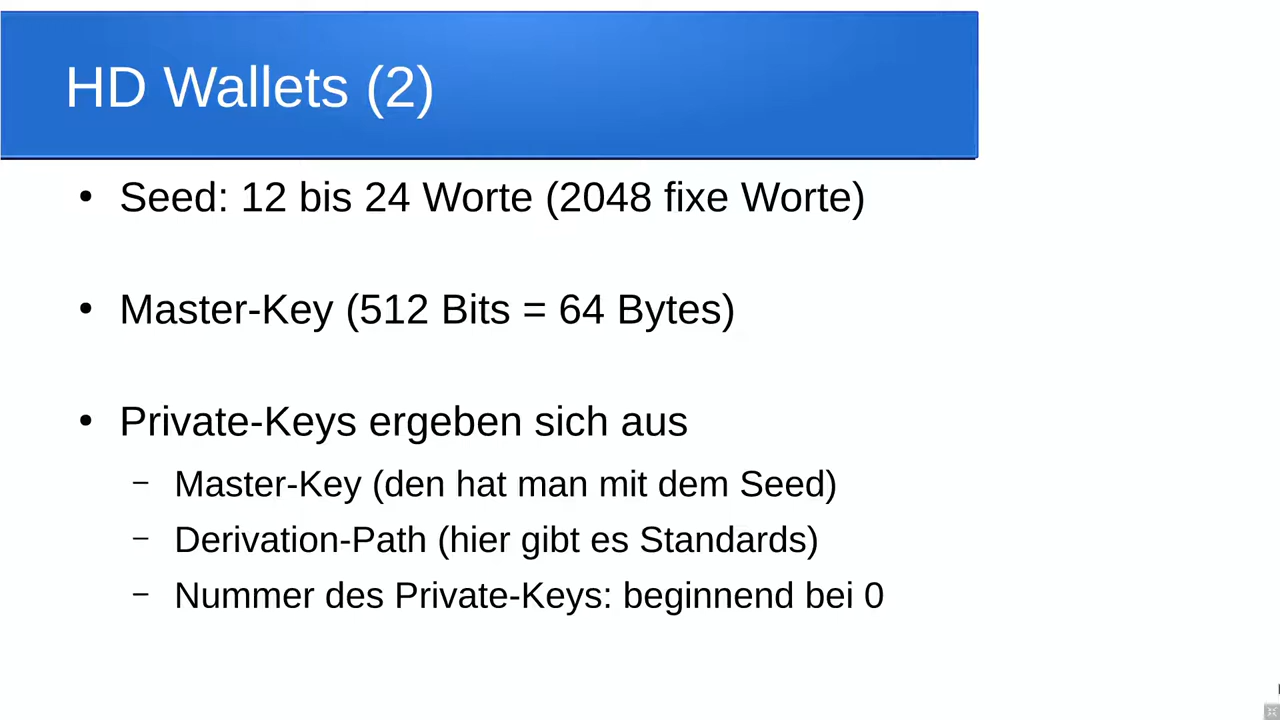 HD Wallets (2)
• Seed: 12 bis 24 Worte (2048 fixe Worte)
• Master-Key (512 Bits = 64 Bytes)
• Private-Keys ergeben sich aus
– Master-Key (den hat man mit dem Seed)
– Derivation-Path (hier gibt es Standards)
– Nummer des Private-Keys: beginnend bei 0